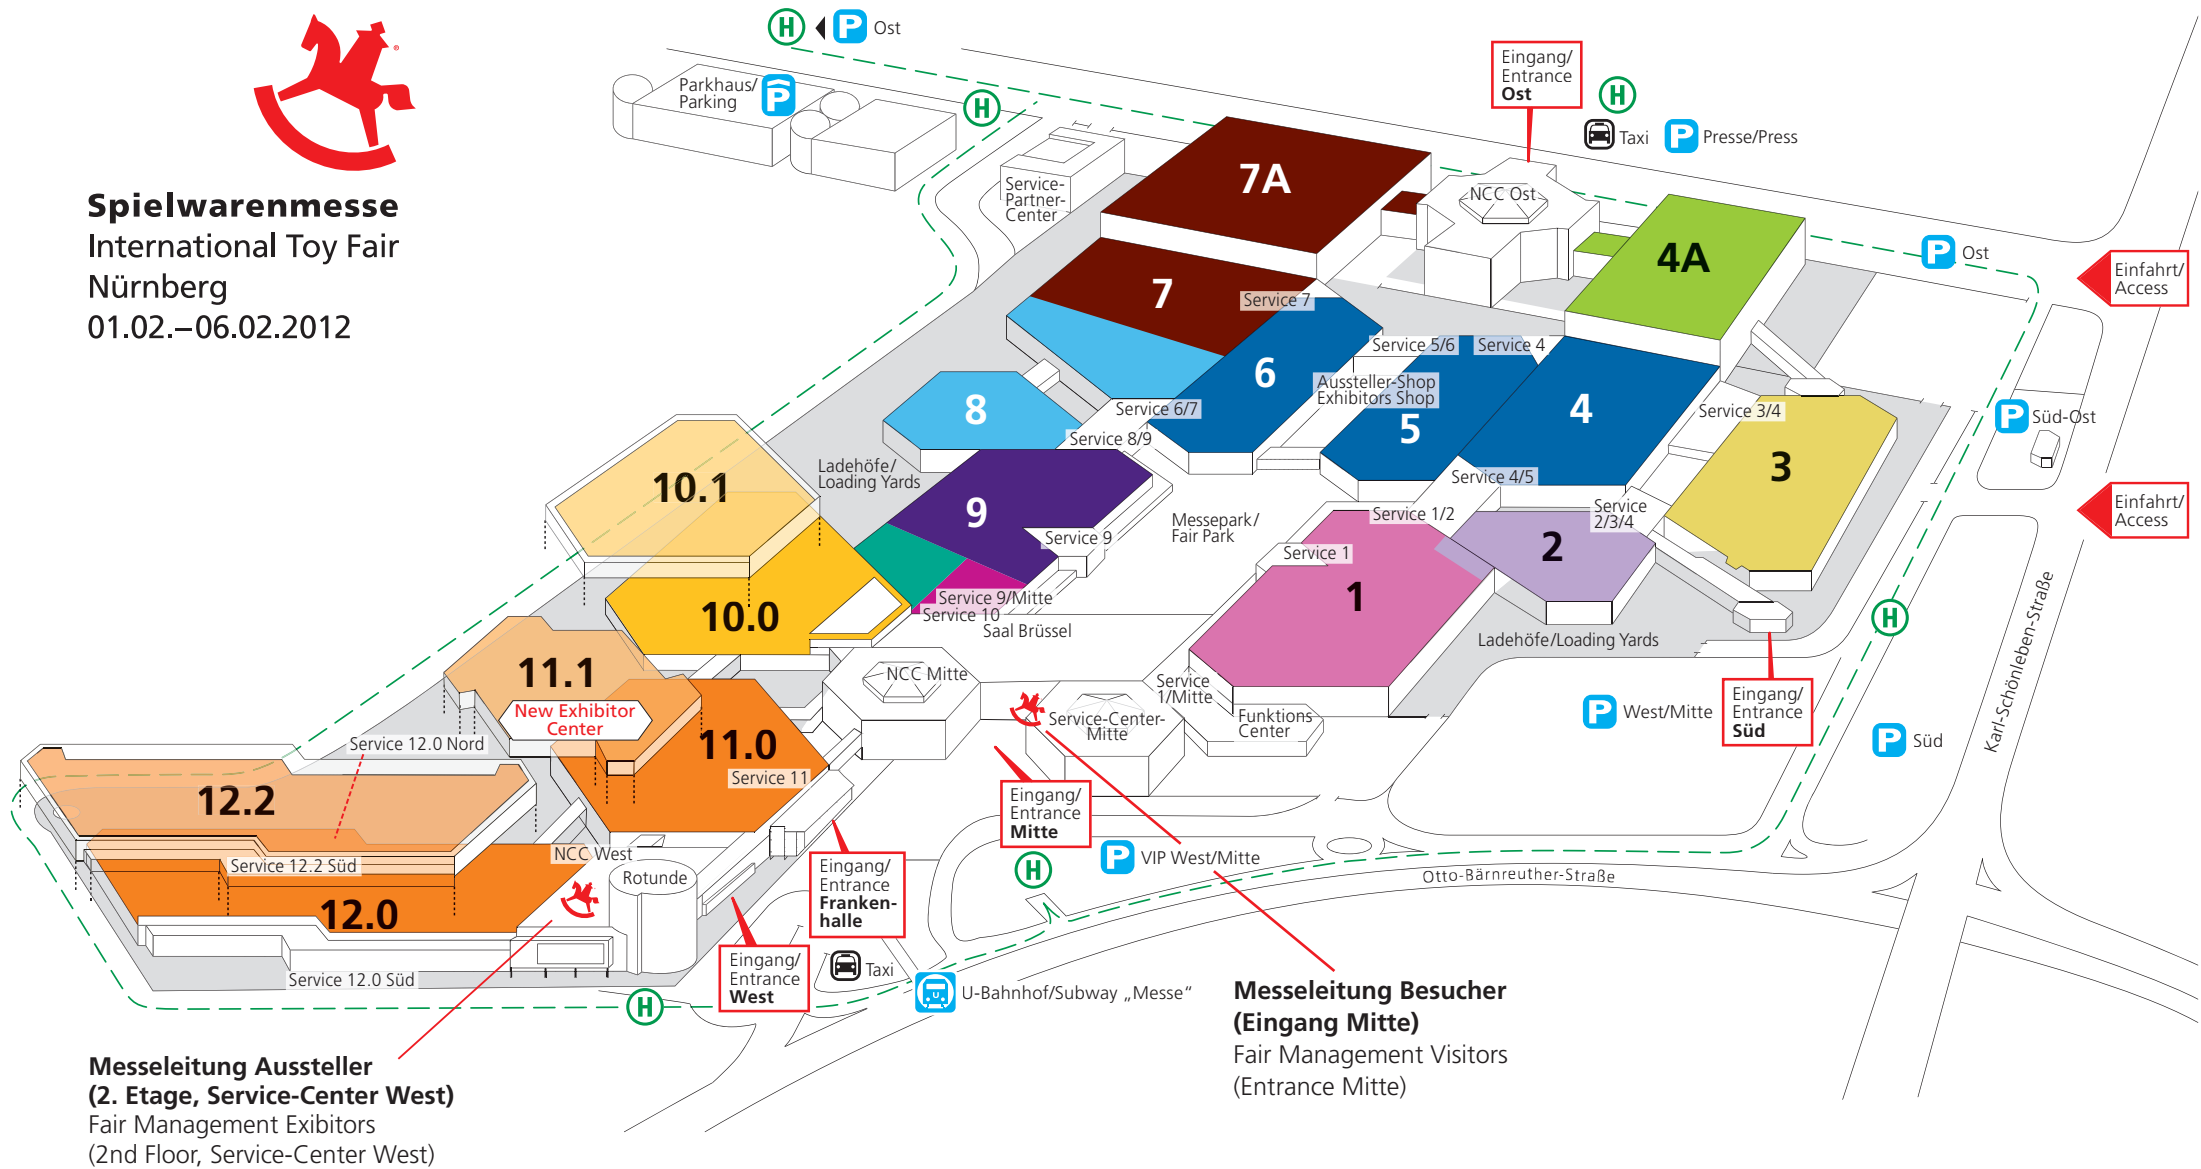 Spielwarenmesse
International Toy Fair
Nürnberg
01.02.–06.02.2012
H
P Ost
Parkhaus/
Parking
P
H
Service-
Partner-
Center
Eingang/
Entrance
Ost
H
Taxi
P Presse/Press
NCC Ost
7A
4A
P Ost
Einfahrt/
Access
7
Service 7
6
Service 5/6
Service 4
Aussteller-Shop
Exhibitors Shop
5
4
Service 3/4
3
P Süd-Ost
8
Service 6/7
Service 8/9
Ladehöfe/
Loading Yards
Service 4/5
Service
2/3/4
Einfahrt/
Access
10.1
9
Service 9
Messepark/
Fair Park
Service 1/2
Service 1
2
1
10.0
Service 9/Mitte
Service 10
Saal Brüssel
Ladehöfe/Loading Yards
H
Karl-Schönleben-Straße
11.1
New Exhibitor
Center
NCC Mitte
Service
1/Mitte
Service-Center-
Mitte
Funktions
Center
P West/Mitte
Eingang/
Entrance
Süd
P Süd
Service 12.0 Nord
11.0
Service 11
12.2
Eingang/
Entrance
Mitte
Service 12.2 Süd
NCC West
Rotunde
Eingang/
Entrance
Franken-
halle
H
P VIP West/Mitte
Otto-Bärnreuther-Straße
12.0
Eingang/
Entrance
West
Taxi
Service 12.0 Süd
H
U
U-Bahnhof/Subway „Messe“
Messeleitung Besucher
(Eingang Mitte)
Fair Management Visitors
(Entrance Mitte)
Messeleitung Aussteller
(2. Etage, Service-Center West)
Fair Management Exibitors
(2nd Floor, Service-Center West)